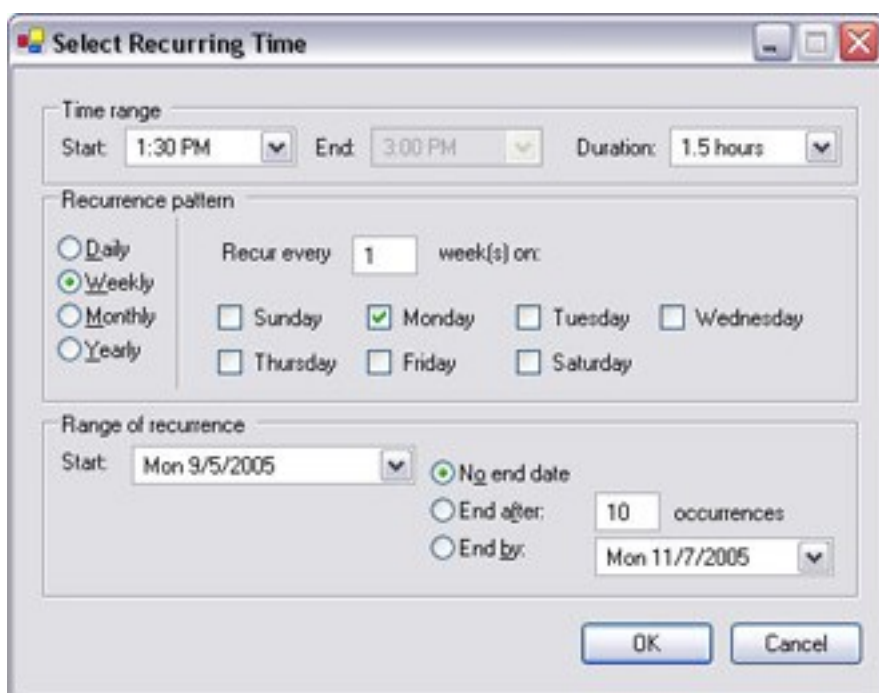 Select Recurring Time
Time range
Start: 1:30 PM End: 3:00 PM Duration: 1.5 hours
Recurrence pattern
Daily
Recur every 1 week(s) on:
Weekly
Monthly
Sunday Monday Tuesday Wednesday
Yearly
Thursday Friday Saturday
Range of recurrence
Start: Mon 9/5/2005
No end date
End after: 10 occurrences
End by: Mon 11/7/2005
OK Cancel